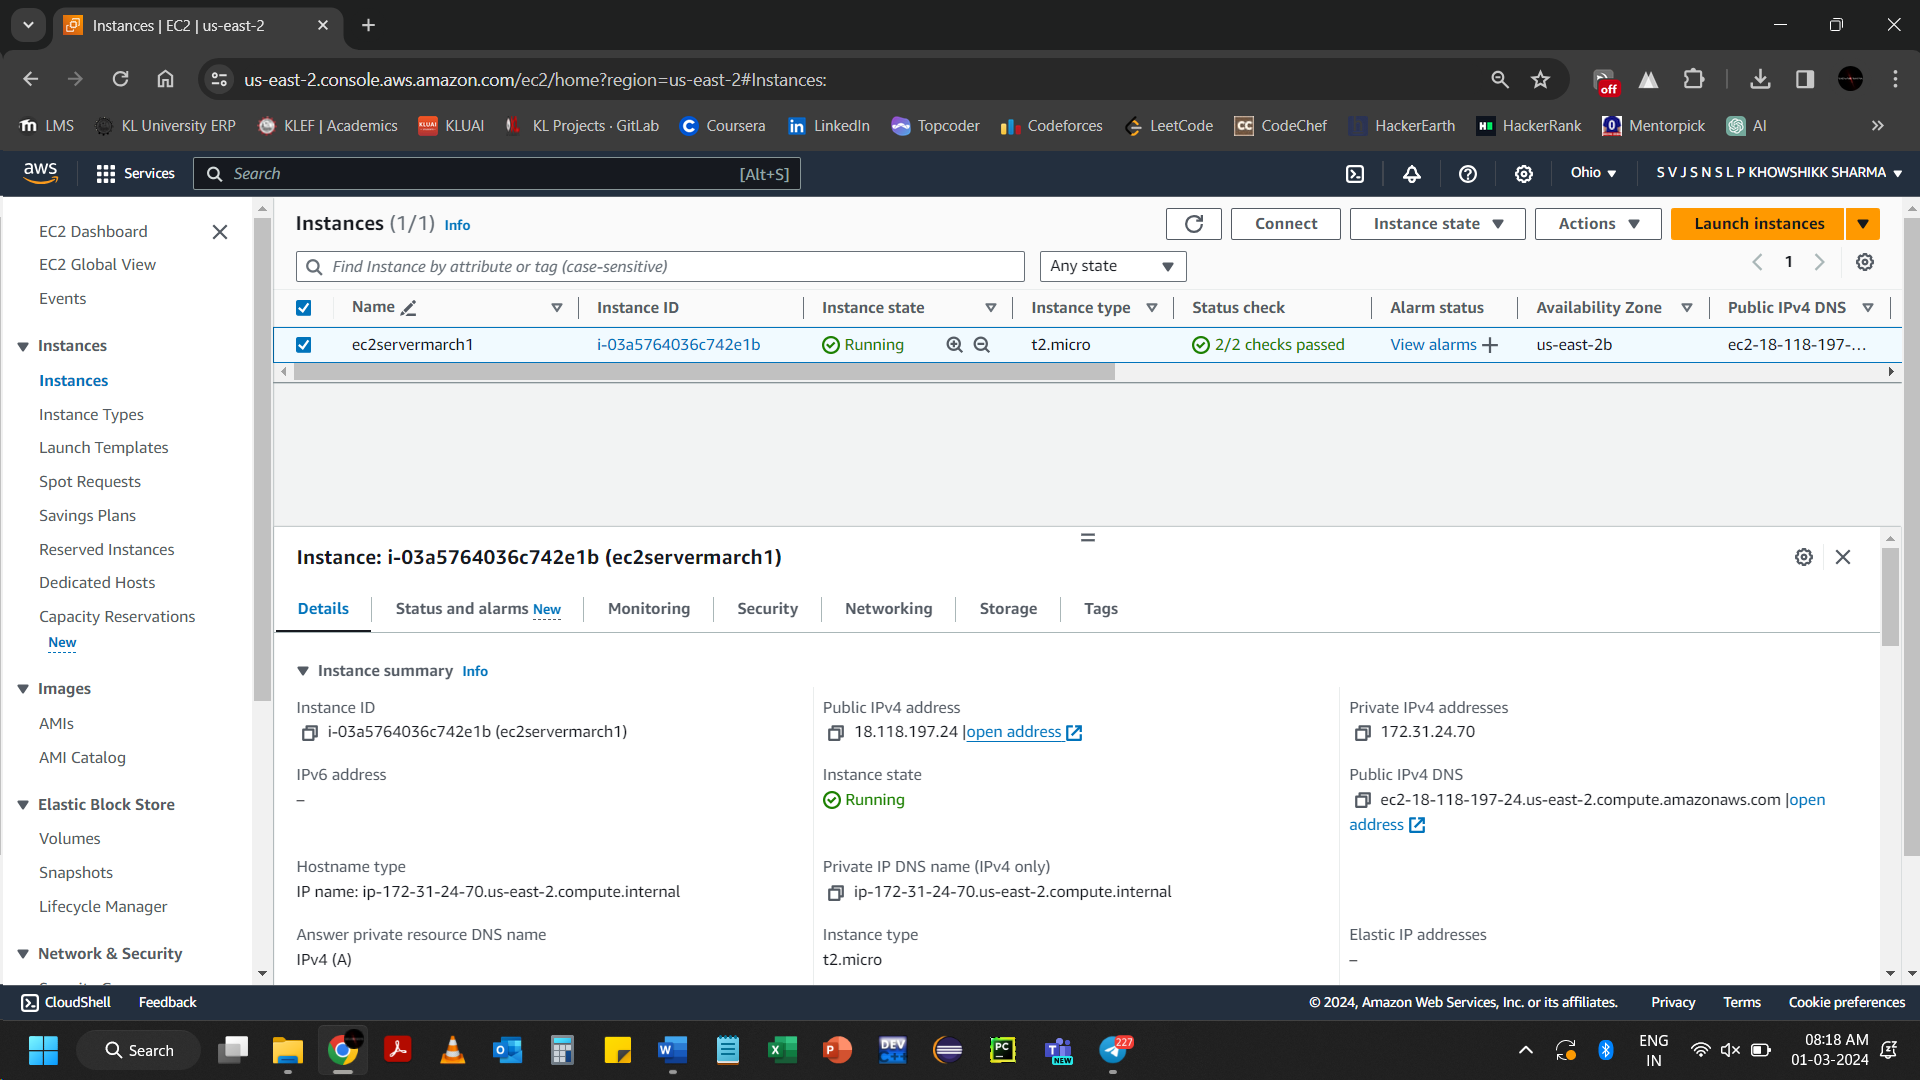 Instances | EC2 | us-east-2
us-east-2.console.aws.amazon.com/ec2/home?region=us-east-2#Instances:
off
LMS
KL University ERP
KLEF | Academics
KLUAI
KL Projects · GitLab
Coursera
LinkedIn
Topcoder
Codeforces
LeetCode
CodeChef
HackerEarth
HackerRank
Mentorpick
AI
aws
Services
Search
[Alt+S]
Ohio
S V J S N S L P KHOWSHIKK SHARMA
EC2 Dashboard
EC2 Global View
Events
Instances
Instances
Instance Types
Launch Templates
Spot Requests
Savings Plans
Reserved Instances
Dedicated Hosts
Capacity Reservations
New
Images
AMIs
AMI Catalog
Elastic Block Store
Volumes
Snapshots
Lifecycle Manager
Network & Security
Instances (1/1) Info
Connect
Instance state
Actions
Launch instances
Find Instance by attribute or tag (case-sensitive)
Any state
1
Name
Instance ID
Instance state
Instance type
Status check
Alarm status
Availability Zone
Public IPv4 DNS
ec2servermarch1
i-03a5764036c742e1b
Running
t2.micro
2/2 checks passed
View alarms
us-east-2b
ec2-18-118-197-...
Instance: i-03a5764036c742e1b (ec2servermarch1)
Details
Status and alarms New
Monitoring
Security
Networking
Storage
Tags
Instance summary Info
Instance ID
i-03a5764036c742e1b (ec2servermarch1)
Public IPv4 address
18.118.197.24 |open address
Private IPv4 addresses
172.31.24.70
IPv6 address
–
Instance state
Running
Public IPv4 DNS
ec2-18-118-197-24.us-east-2.compute.amazonaws.com |open
address
Hostname type
IP name: ip-172-31-24-70.us-east-2.compute.internal
Private IP DNS name (IPv4 only)
ip-172-31-24-70.us-east-2.compute.internal
Answer private resource DNS name
IPv4 (A)
Instance type
t2.micro
Elastic IP addresses
–
CloudShell
Feedback
© 2024, Amazon Web Services, Inc. or its affiliates.
Privacy
Terms
Cookie preferences
Search
DEV
PC
NEW
227
ENG
IN
08:18 AM
01-03-2024